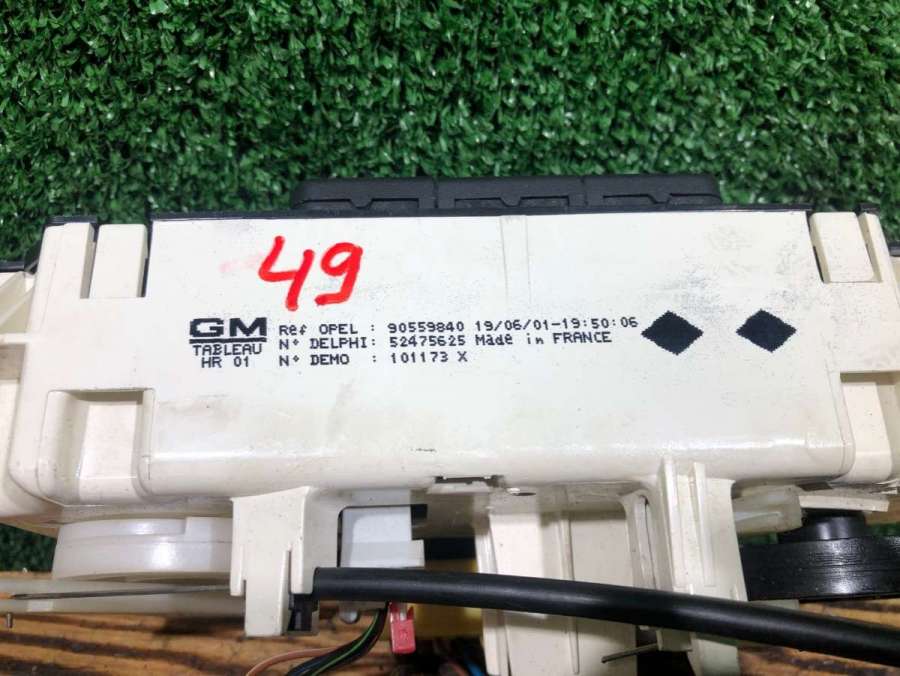 49
GM
TABLEAU
HR 01
Réf OPEL : 90559840 19/06/01-19:50:06
N° DELPHI: 52475625 Made in FRANCE
N° DEMO : 101173 X